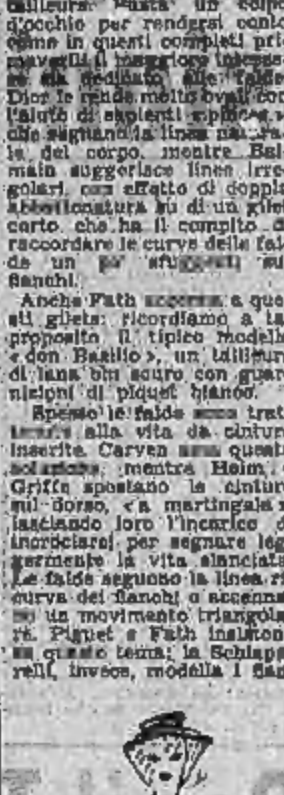 tailleurs. Basta un colpo
d'occhio per rendersi conto
come in questi completi pri-
maverili il maggiore interes-
se sia dedicato alle falde.
Dior le rende molto ovali con
l'aiuto di sapienti
che segnano la linea natura-
le del corpo, mentre Bal-
main suggerisce linee irre-
golari, con effetto di doppia
abbottonatura su di un gilet
corto che ha il compito di
raccordare le curve delle fal-
de un po' sui
fianchi.
Anche Fath accenna a que-
sti gilets: ricordiamo a tal
proposito il tipico modello
« don Basilio », un tailleur
di lana blu scuro con guar-
nizioni di piquet bianco.
Spesso le falde sono trat-
tenute alla vita da cinture
inserite. Carven ama questa
soluzione, mentre Heim e
Griffe spostano le cinture
sul dorso, « a martingala »
lasciando loro l'incarico di
incrociarsi per segnare leg-
germente la vita slanciata.
Le falde seguono la linea ri-
curva dei fianchi o accenna-
no un movimento triangola-
re. Piguet e Fath insistono
su questo tema; la Schiapa-
relli, invece, modella i fian-